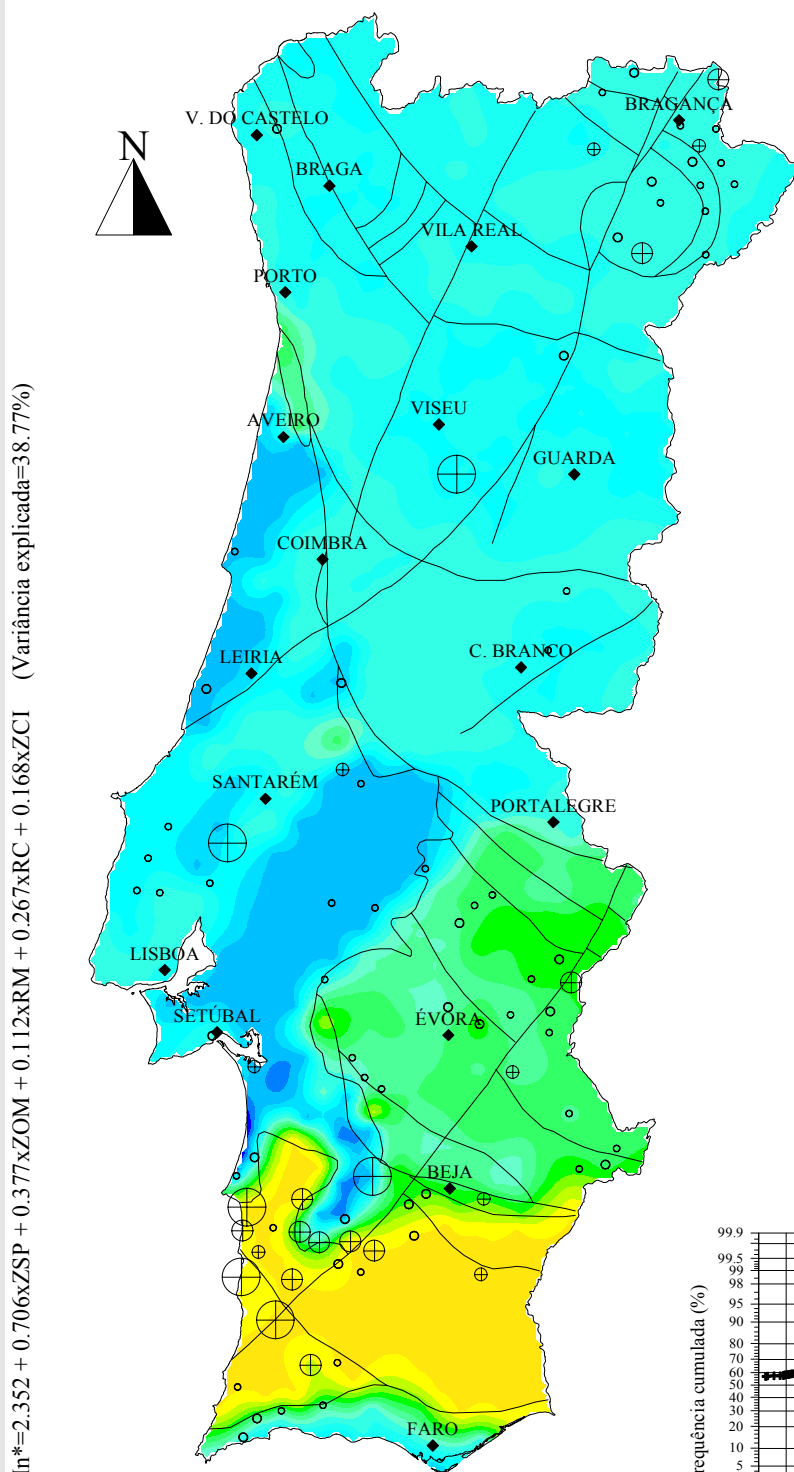 N
V. DO CASTELO
BRAGANÇA
BRAGA
VILA REAL
PORTO
VISEU
AVEIRO
GUARDA
COIMBRA
C. BRANCO
LEIRIA
SANTARÉM
PORTALEGRE
LISBOA
SETÚBAL
ÉVORA
BEJA
FARO
ln*=2.352 + 0.706xZSP + 0.377xZOM + 0.112xRM + 0.267xRC + 0.168xZCI (Variância explicada=38.77%)
requência cumulada (%)
99.9
99.5
99
98
95
90
80
70
60
50
40
30
20
10
5